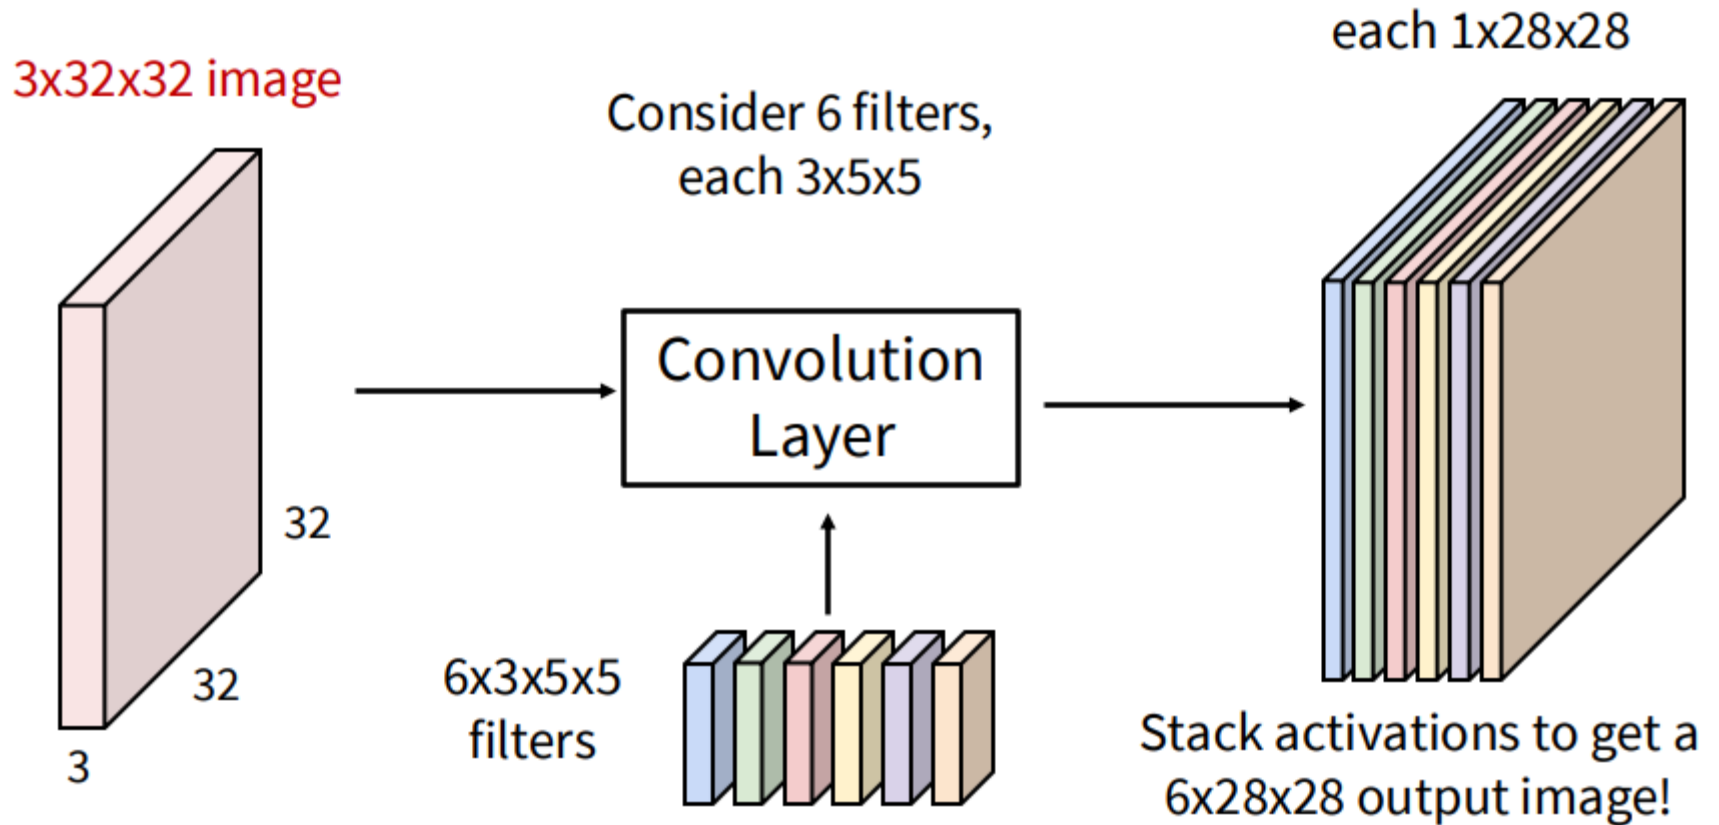 3x32x32 image
32
32
3
Consider 6 filters,
each 3x5x5
Convolution
Layer
6x3x5x5
filters
each 1x28x28
Stack activations to get a
6x28x28 output image!